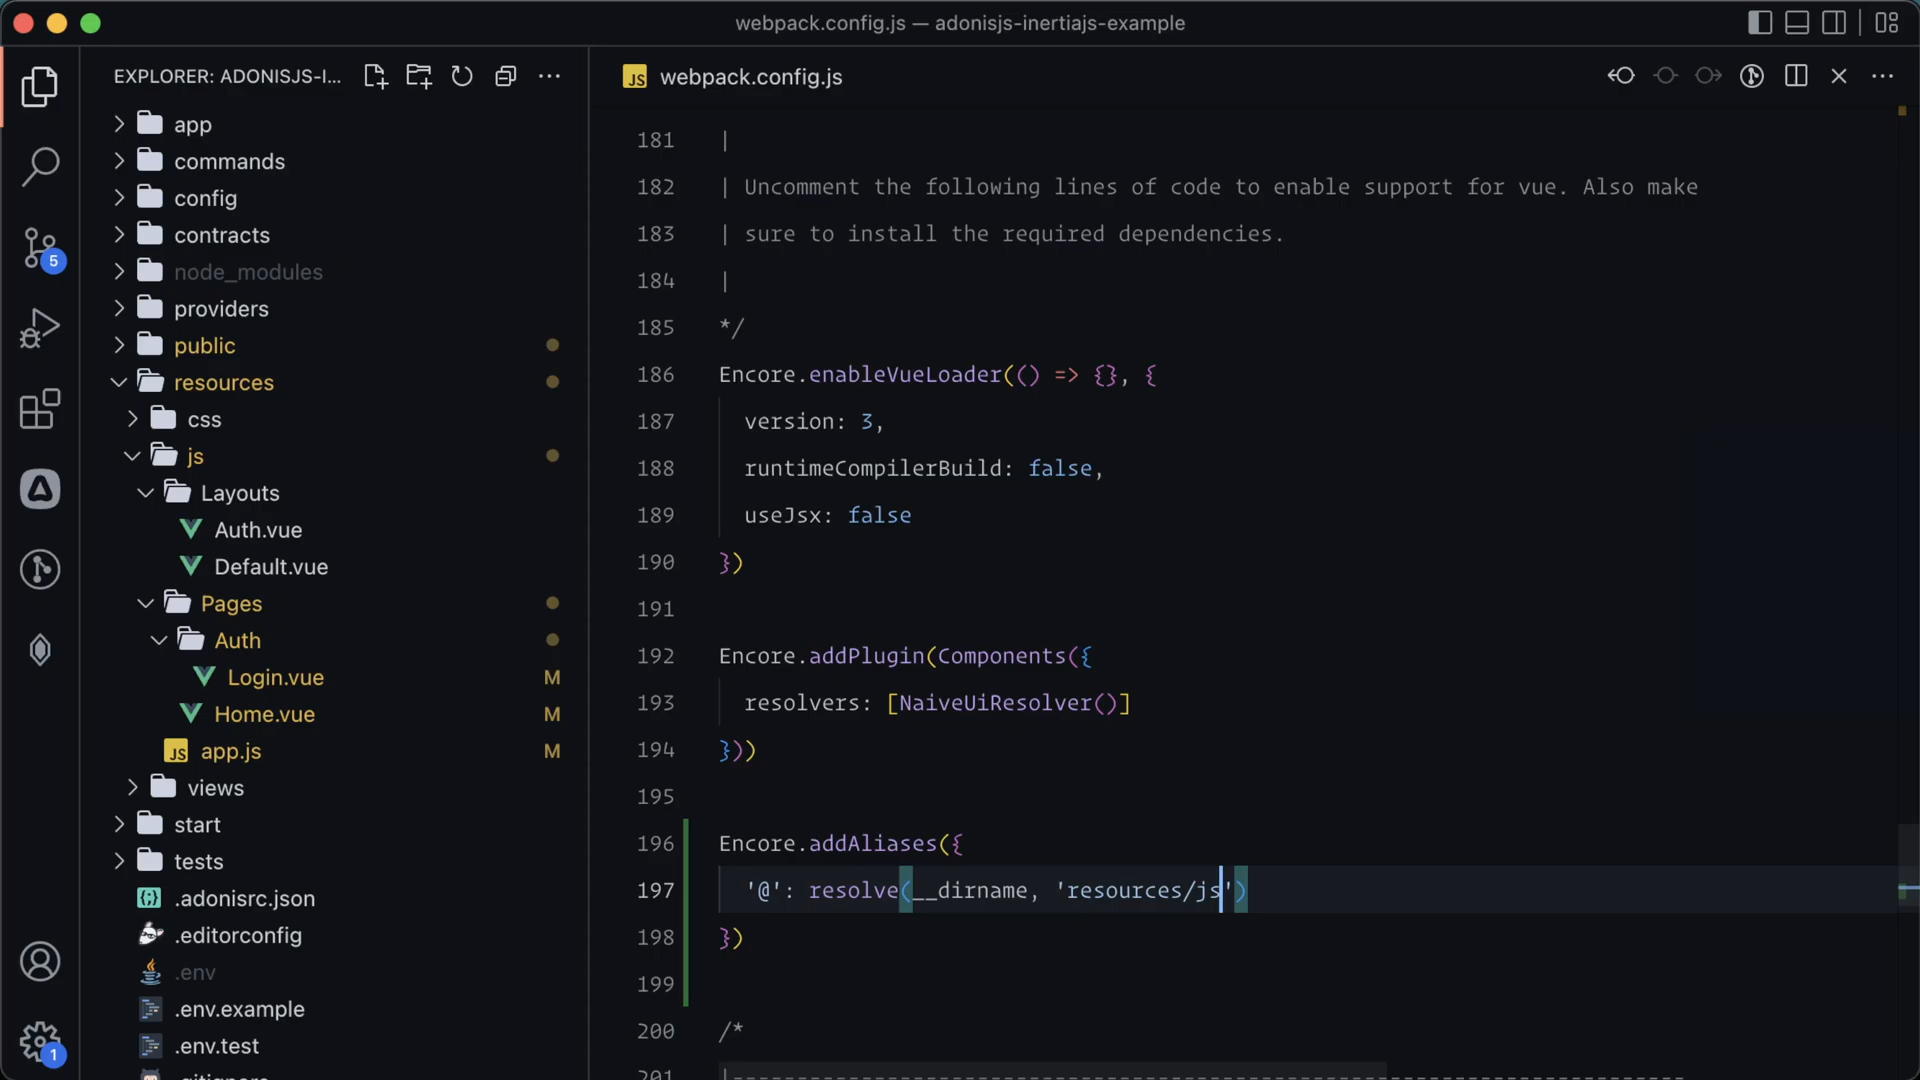 webpack.config.js — adonisjs-inertiajs-example
EXPLORER: ADONISJS-I...
app
commands
config
contracts
node_modules
providers
public
resources
css
js
Layouts
Auth.vue
Default.vue
Pages
Auth
Login.vue M
Home.vue M
JS app.js M
views
start
tests
.adonisrc.json
.editorconfig
.env
.env.example
.env.test
.gitignore
5
1
JS webpack.config.js
181 |
182 | Uncomment the following lines of code to enable support for vue. Also make
183 | sure to install the required dependencies.
184 |
185 */
186 Encore.enableVueLoader(() => {}, {
187 version: 3,
188 runtimeCompilerBuild: false,
189 useJsx: false
190 })
191
192 Encore.addPlugin(Components({
193 resolvers: [NaiveUiResolver()]
194 }))
195
196 Encore.addAliases({
197 '@': resolve(__dirname, 'resources/js')
198 })
199
200 /*
201